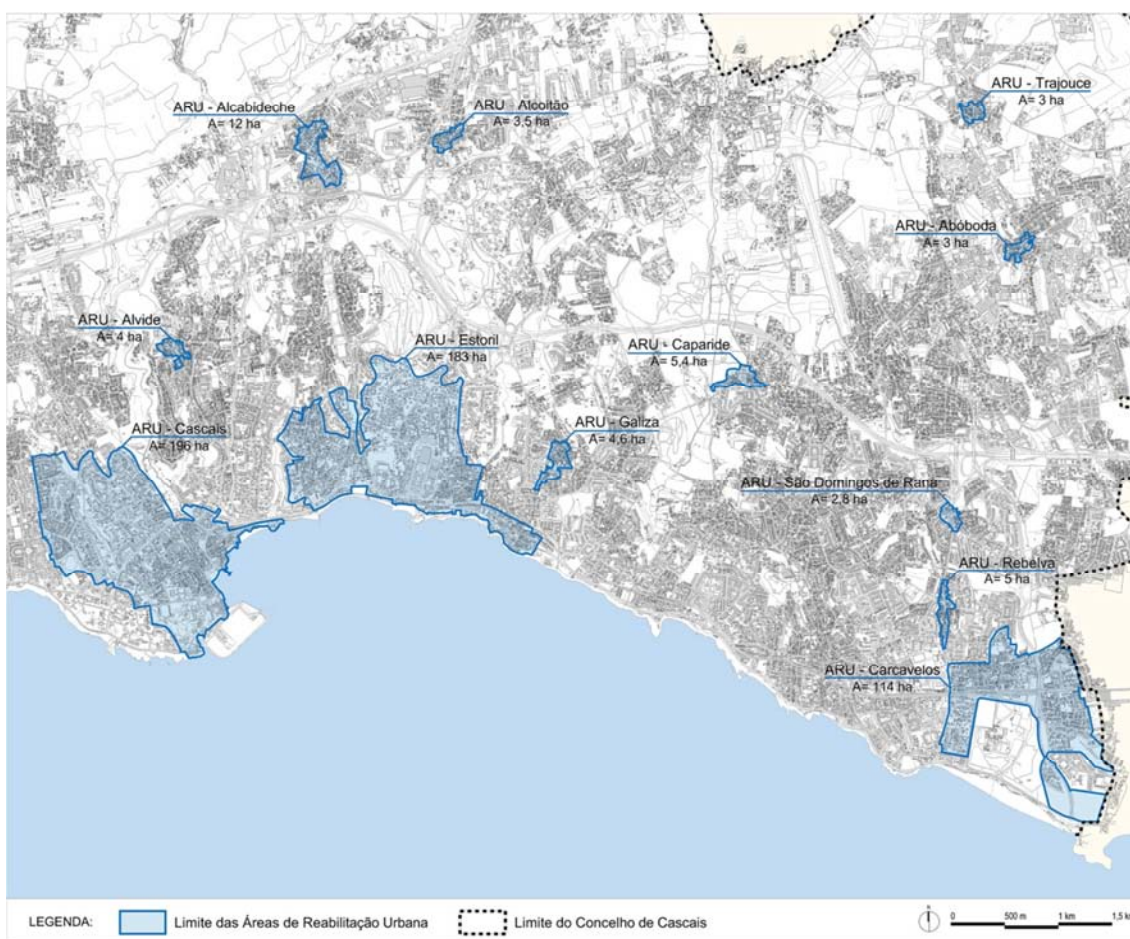 ARU - Trajouce
A= 3 ha
ARU - Alcabideche
A= 12 ha
ARU - Alcoitão
A= 3,5 ha
ARU - Abóboda
A= 3 ha
ARU - Alvide
A= 4 ha
ARU - Estoril
A= 183 ha
ARU - Caparide
A= 5,4 ha
ARU - Cascais
A= 196 ha
ARU - Galiza
A= 4,6 ha
ARU - São Domingos de Rana
A= 2,8 ha
ARU - Rebelva
A= 5 ha
ARU - Carcavelos
A= 114 ha
LEGENDA: Limite das Áreas de Reabilitação Urbana Limite do Concelho de Cascais N 0 500 m 1 km 1,5 k